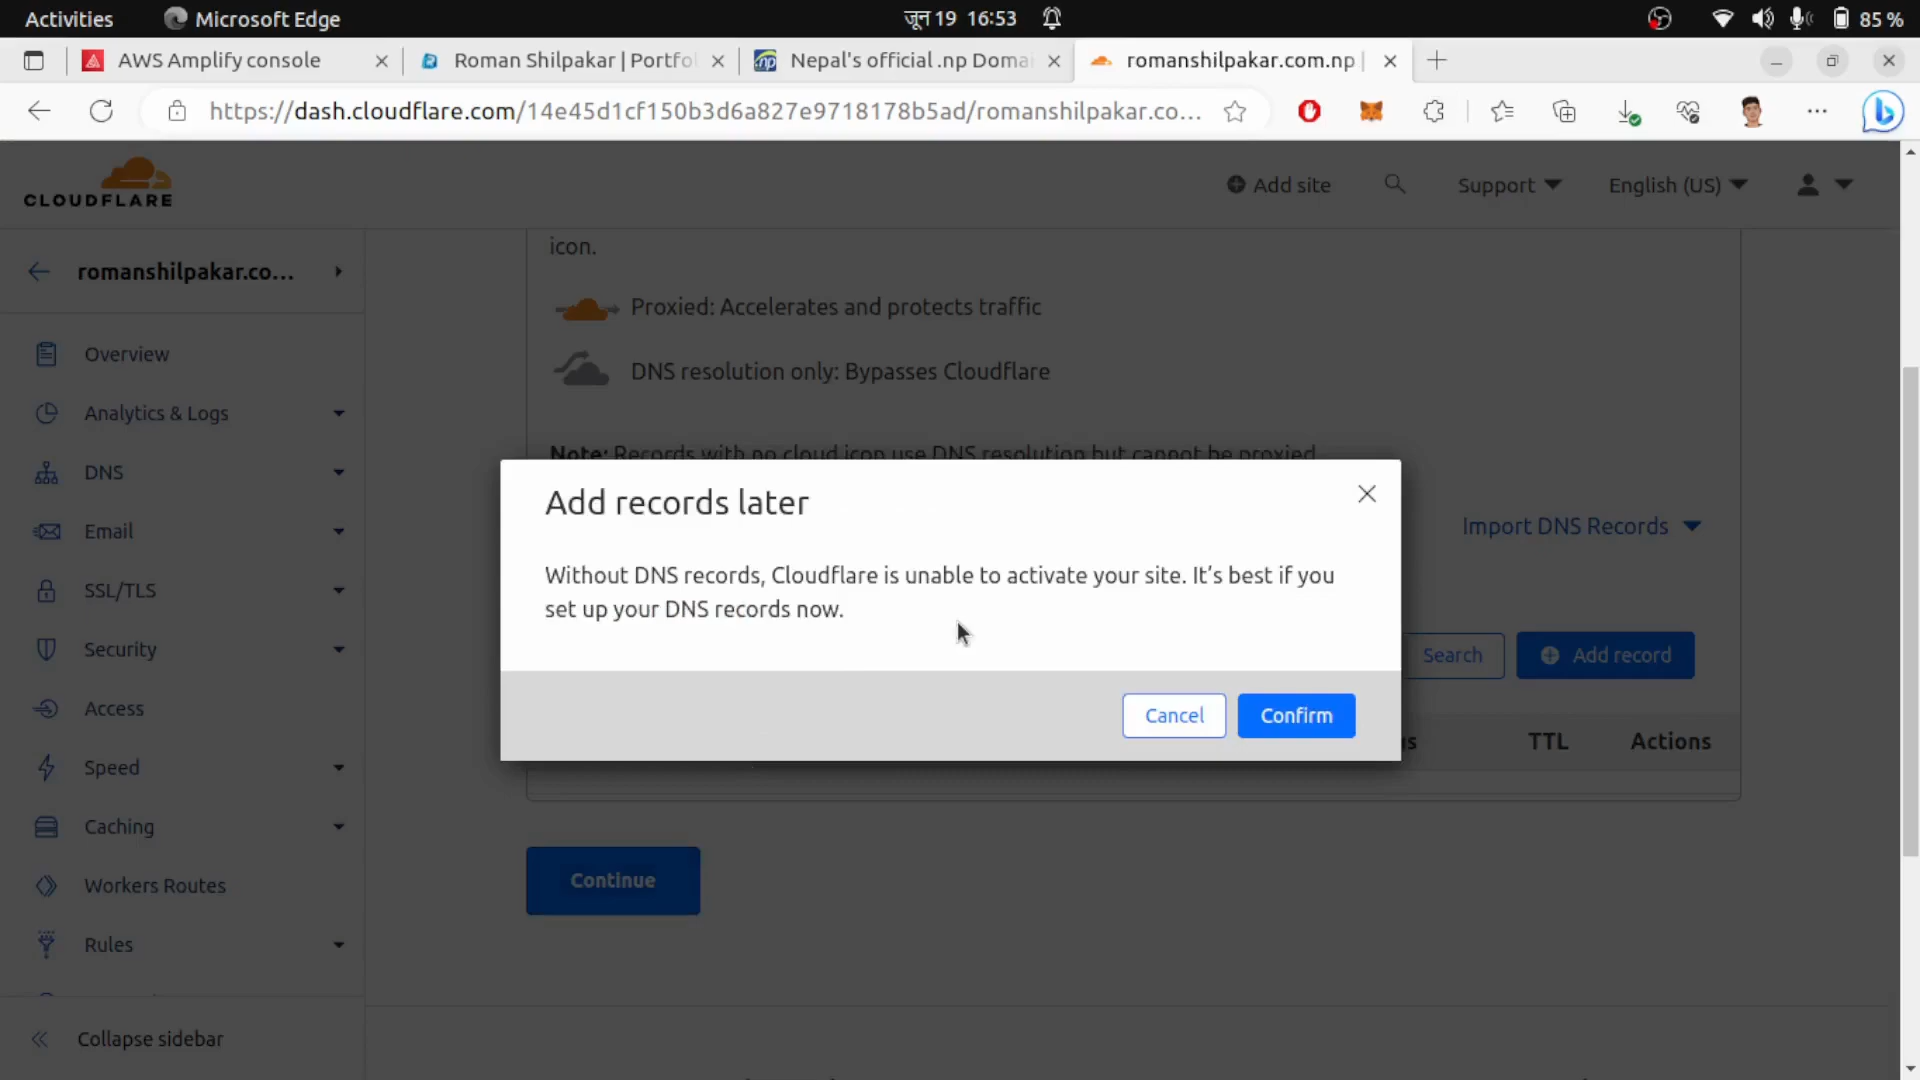 Activities
Microsoft Edge
जून 19 16:53
85 %
AWS Amplify console
Roman Shilpakar | Portfo
Nepal's official .np Doma
romanshilpakar.com.np |
https://dash.cloudflare.com/14e45d1cf150b3d6a827e9718178b5ad/romanshilpakar.co...
CLOUDFLARE
Add site
Support
English (US)
romanshilpakar.co...
Overview
Analytics & Logs
DNS
Email
SSL/TLS
Security
Access
Speed
Caching
Workers Routes
Rules
Collapse sidebar
icon.
Proxied: Accelerates and protects traffic
DNS resolution only: Bypasses Cloudflare
Note: Records with no cloud icon use DNS resolution but cannot be proxied.
Import DNS Records
Search
Add record
TTL
Actions
Add records later
Without DNS records, Cloudflare is unable to activate your site. It's best if you
set up your DNS records now.
Cancel
Confirm
Continue